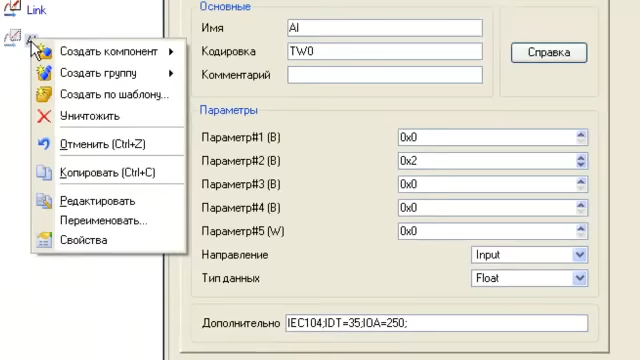 Link
Создать компонент
Создать группу
Создать по шаблону...
Уничтожить
Отменить (Ctrl+Z)
Копировать (Ctrl+C)
Редактировать
Переименовать...
Свойства
Основные
Имя AI
Кодировка TW0
Комментарий
Справка
Параметры
Параметр#1 (B) 0x0
Параметр#2 (B) 0x2
Параметр#3 (B) 0x0
Параметр#4 (B) 0x0
Параметр#5 (W) 0x0
Направление Input
Тип данных Float
Дополнительно IEC104;IDT=35;IOA=250;